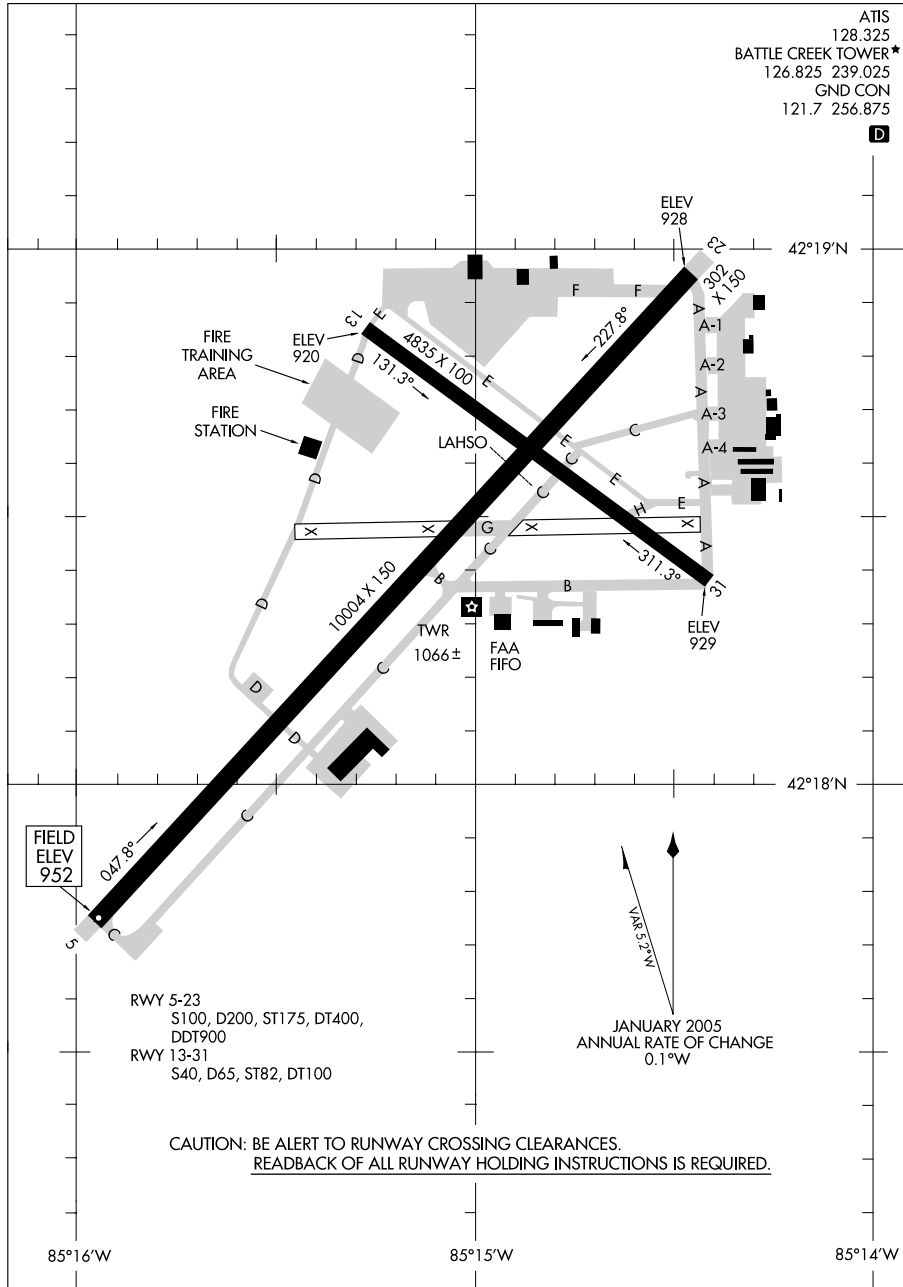 ATIS
128.325
BATTLE CREEK TOWER★
126.825 239.025
GND CON
121.7 256.875
D
ELEV
928
23
42°19'N
302
X 150
F F
A
A-1
A-2
A
A-3
A-4
A
A
13
E
ELEV
920
FIRE
TRAINING
AREA
D
4835 X 100
131.3°
E
227.8°
FIRE
STATION
LAHSO
E
C
C
E
H
E
D
C
X
X
G
X
X
C
311.3°
31
B
B
10004 X 150
D
TWR
1066±
FAA
FIFO
ELEV
929
C
D
D
42°18'N
C
FIELD
ELEV
952
047.8°
5
C
VAR 5.2°W
RWY 5-23
S100, D200, ST175, DT400,
DDT900
RWY 13-31
S40, D65, ST82, DT100
JANUARY 2005
ANNUAL RATE OF CHANGE
0.1°W
CAUTION: BE ALERT TO RUNWAY CROSSING CLEARANCES.
READBACK OF ALL RUNWAY HOLDING INSTRUCTIONS IS REQUIRED.
85°16'W
85°15'W
85°14'W